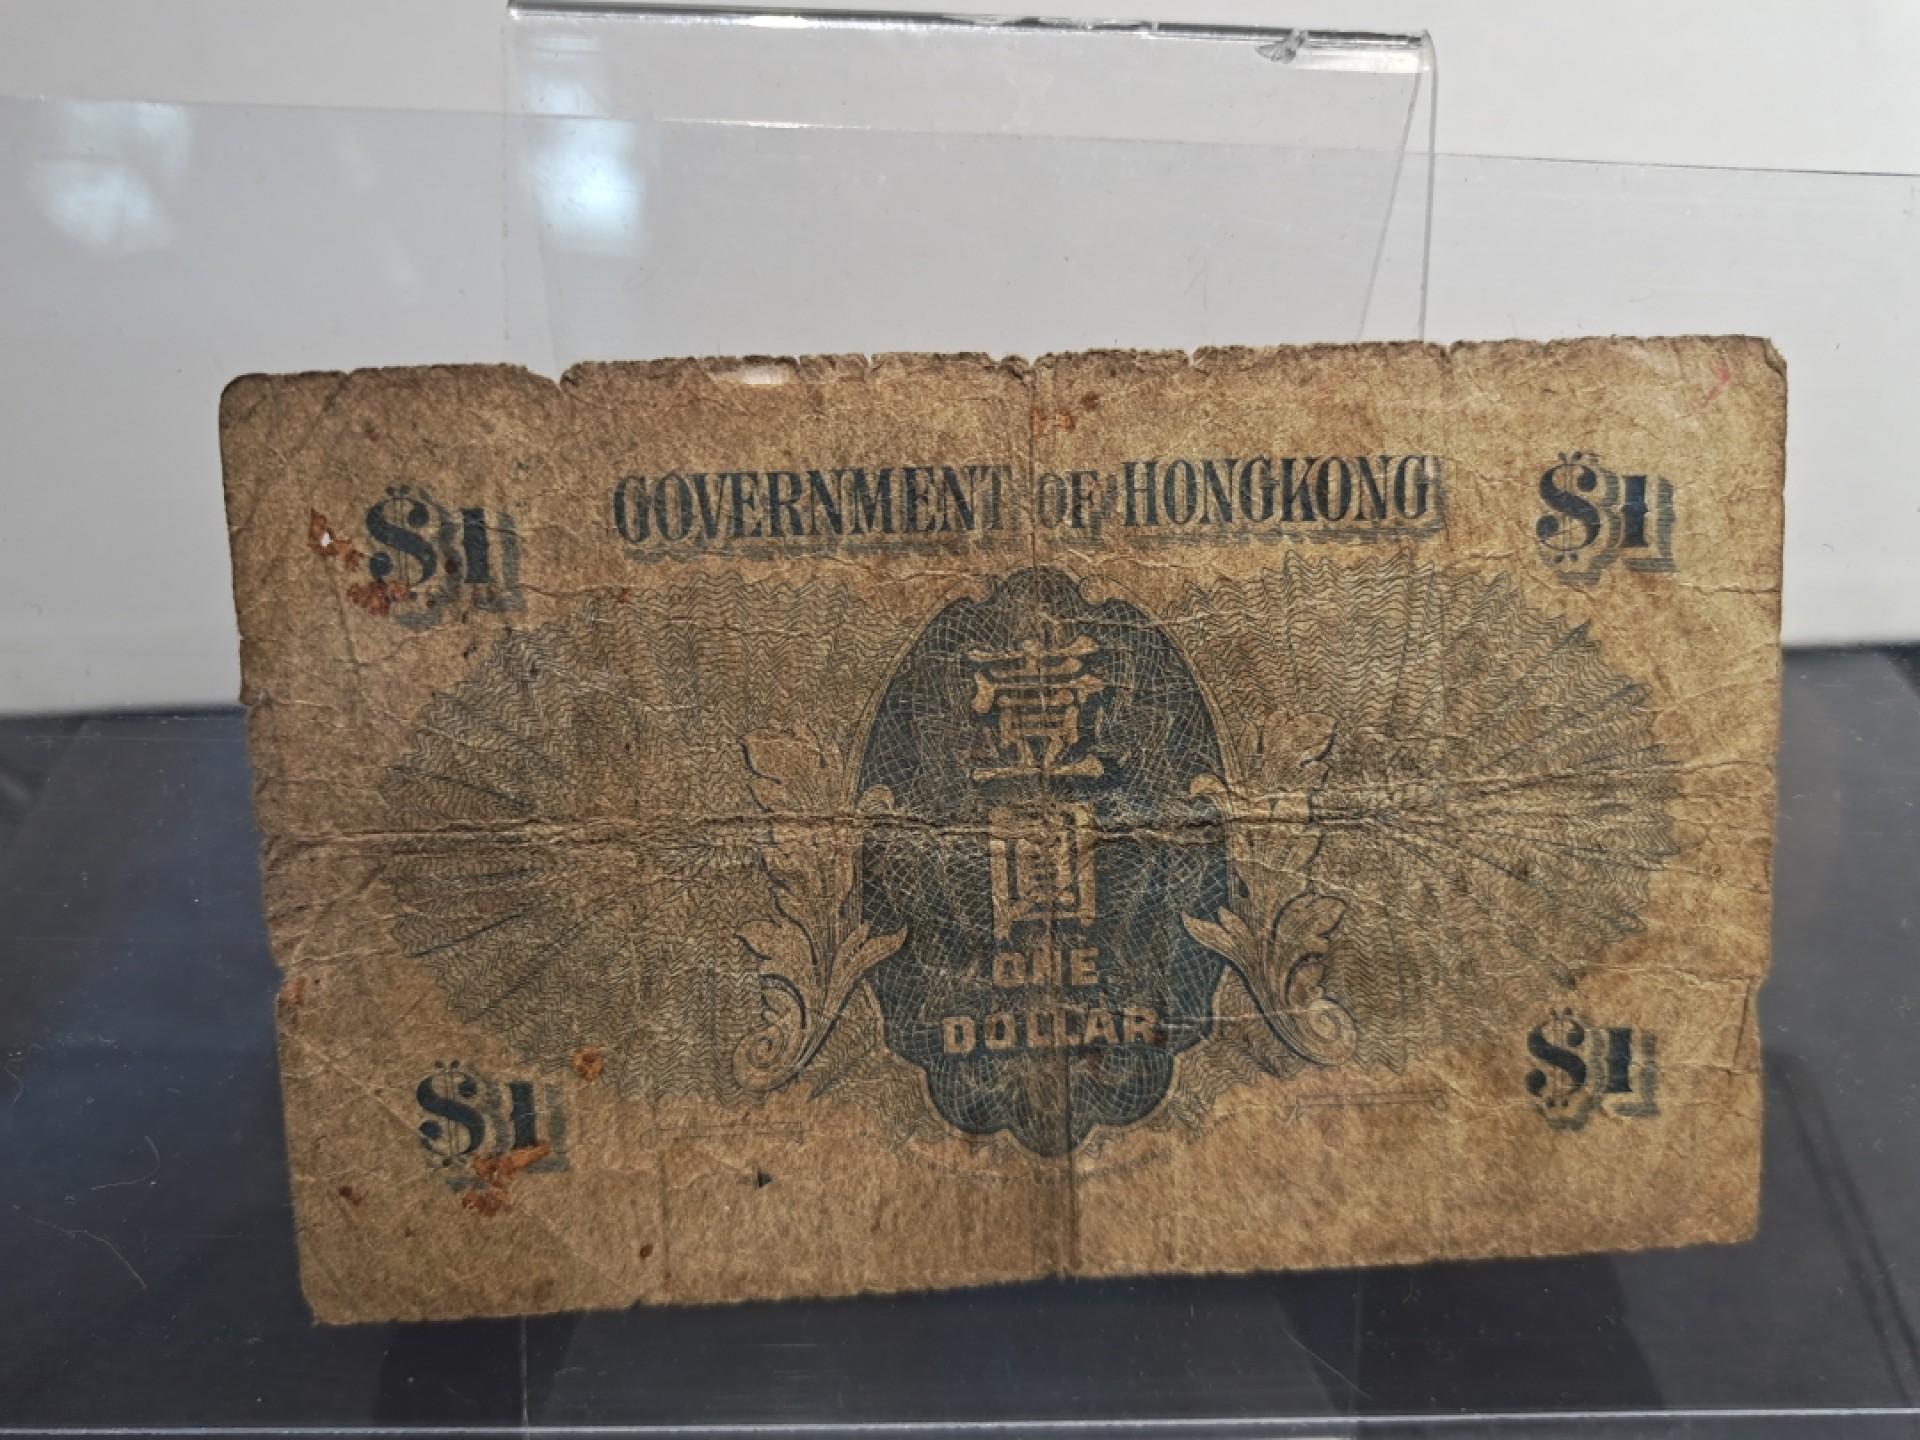 GOVERNMENT OF HONGKONG
$1 $1
壹
圓
ONE
DOLLAR
$1 $1